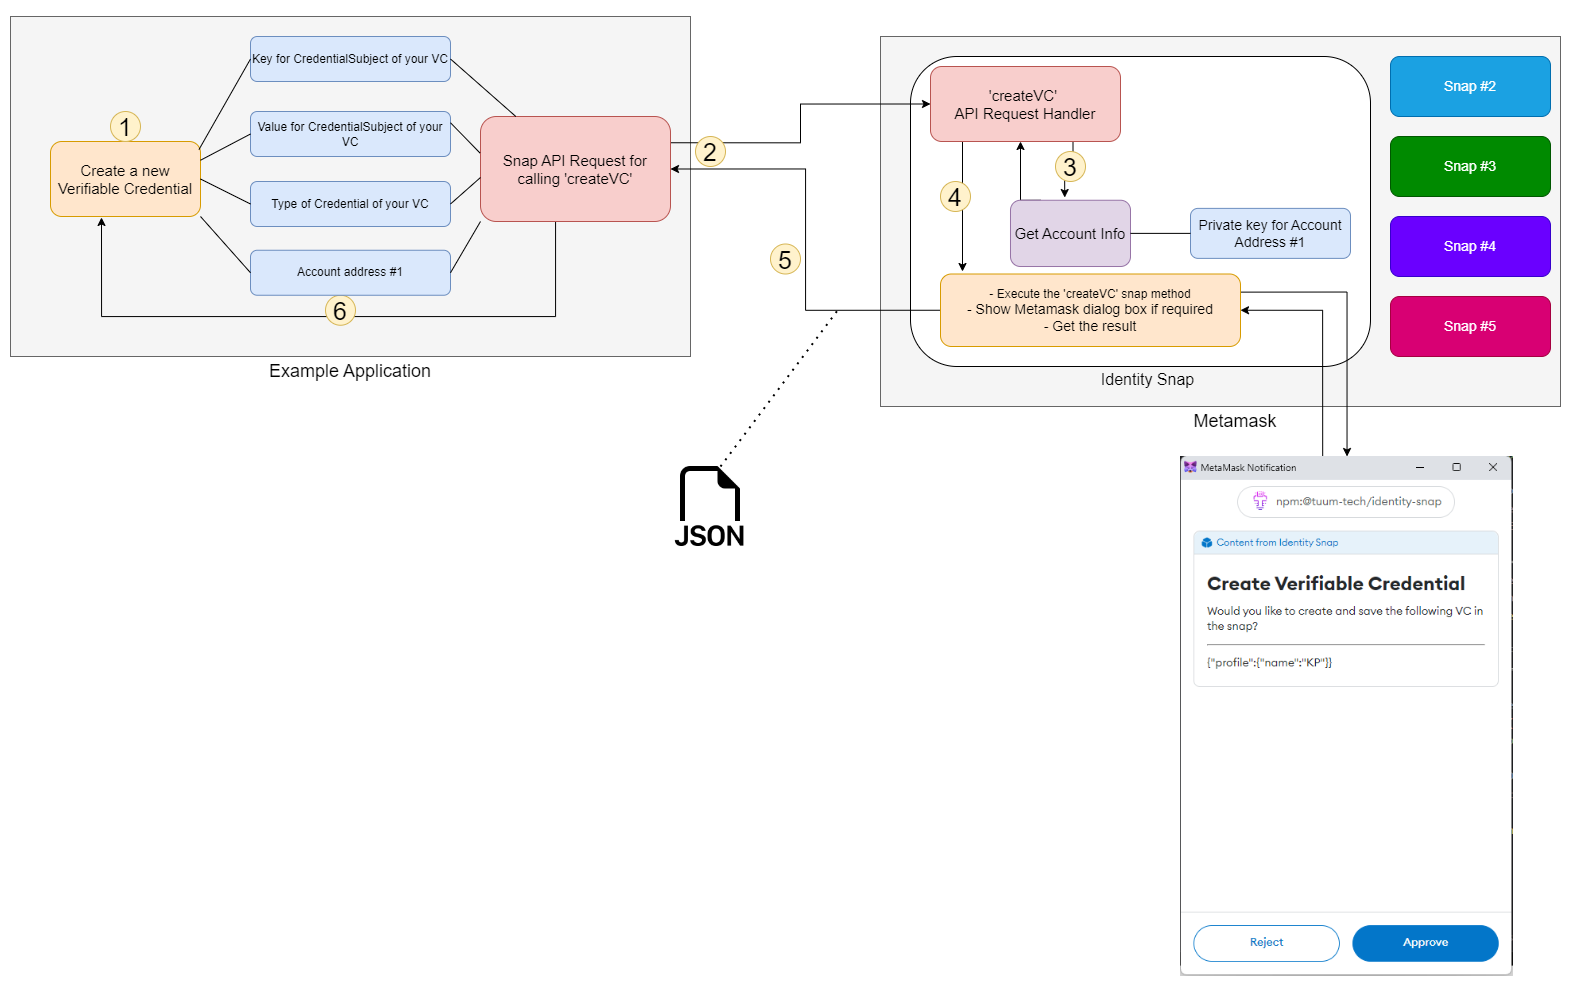 1
Create a new
Verifiable Credential
Key for CredentialSubject of your VC
Value for CredentialSubject of your
VC
Type of Credential of your VC
Account address #1
6
Snap API Request for
calling 'createVC'
Example Application
2
5
JSON
'createVC'
API Request Handler
3
4
Get Account Info
Private key for Account
Address #1
- Execute the 'createVC' snap method
- Show Metamask dialog box if required
- Get the result
Identity Snap
Snap #2
Snap #3
Snap #4
Snap #5
Metamask
MetaMask Notification
npm:@tuum-tech/identity-snap
Content from Identity Snap
Create Verifiable Credential
Would you like to create and save the following VC in
the snap?
{"profile":{"name":"KP"}}
Reject
Approve